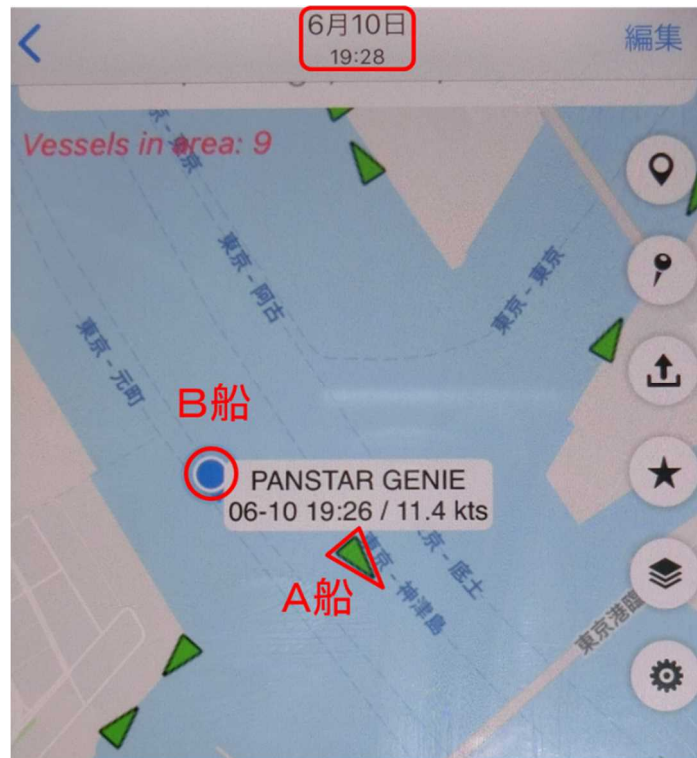 6月10日
19:28
編集
Vessels in area: 9
東京 - 阿古
東京 - 東京
東京 - 元町
B船
PANSTAR GENIE
06-10 19:26 / 11.4 kts
東京 - 底土
A船
東京 - 神津島
東京港臨